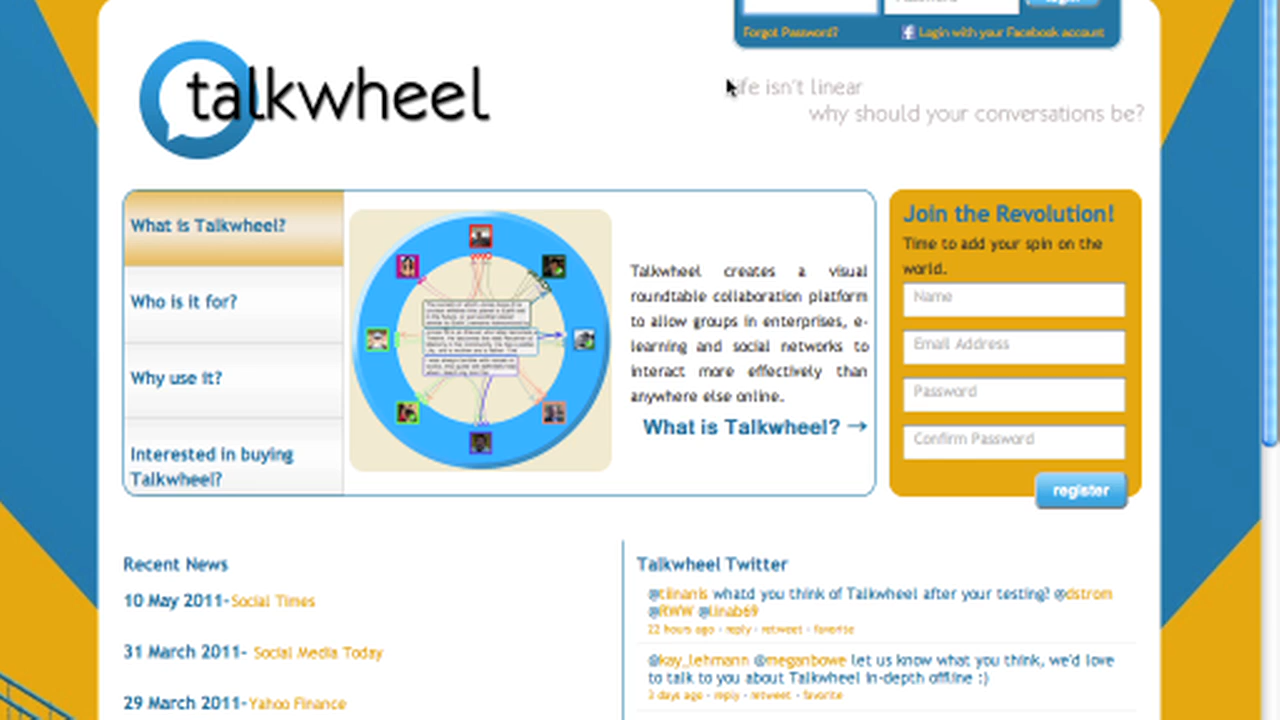 Forgot Password?
Login with your Facebook account
talkwheel
life isn't linear
why should your conversations be?
What is Talkwheel?
Who is it for?
Why use it?
Interested in buying
Talkwheel?
Talkwheel creates a visual
roundtable collaboration platform
to allow groups in enterprises, e-
learning and social networks to
interact more effectively than
anywhere else online.
What is Talkwheel? →
Join the Revolution!
Time to add your spin on the
world.
Name
Email Address
Password
Confirm Password
register
Recent News
10 May 2011-Social Times
31 March 2011- Social Media Today
29 March 2011-Yahoo Finance
Talkwheel Twitter
@tiinanis whatd you think of Talkwheel after your testing? @dstrom
@RWW @linab69
22 hours ago · reply · retweet · favorite
@kay_lehmann @meganbowe let us know what you think, we'd love
to talk to you about Talkwheel in-depth offline :)
3 days ago · reply · retweet · favorite